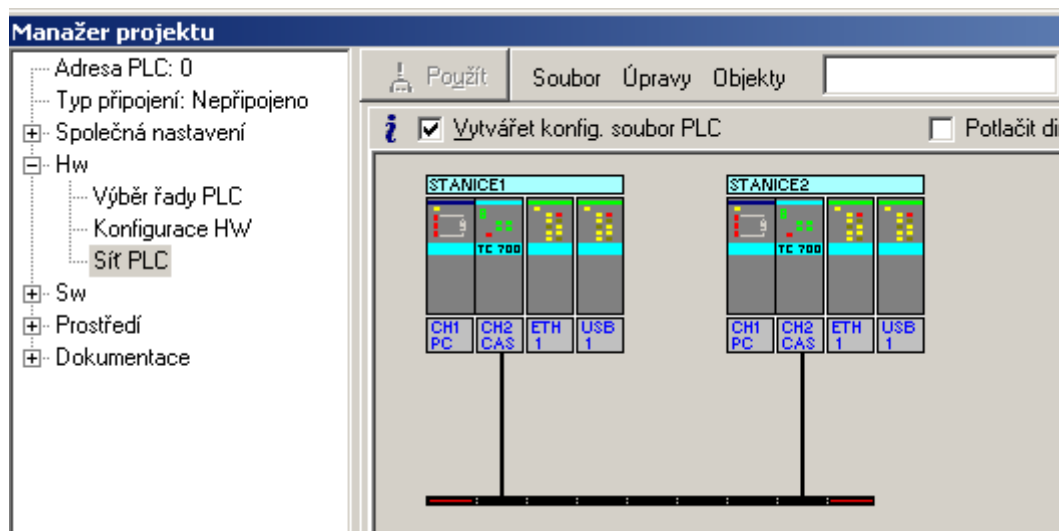 Manažer projektu
Adresa PLC: 0
Typ připojení: Nepřipojeno
Společná nastavení
Hw
Výběr řady PLC
Konfigurace HW
Síť PLC
Sw
Prostředí
Dokumentace
Použít Soubor Úpravy Objekty
Vytvářet konfig. soubor PLC Potlačit di
STANICE1 STANICE2
TC 700 TC 700
CH1 CH2 ETH USB CH1 CH2 ETH USB
PC CAS 1 1 PC CAS 1 1